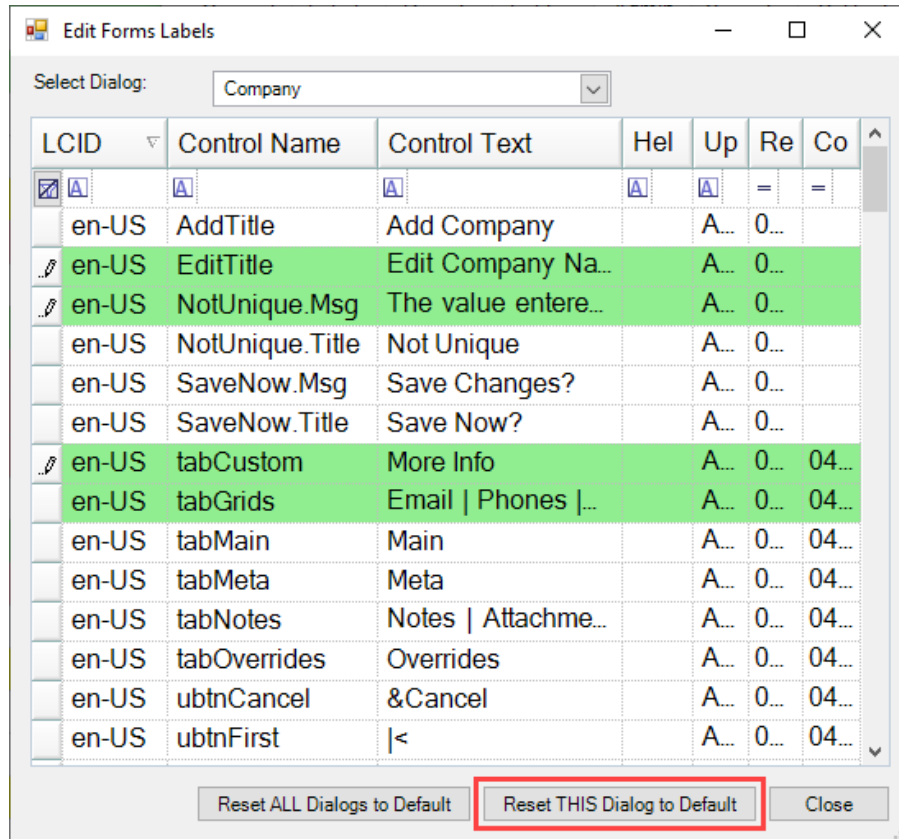 Edit Forms Labels
Select Dialog: Company
LCID Control Name Control Text Hel Up Re Co
A A A A A = =
en-US AddTitle Add Company A... 0...
en-US EditTitle Edit Company Na... A... 0...
en-US NotUnique.Msg The value entere... A... 0...
en-US NotUnique.Title Not Unique A... 0...
en-US SaveNow.Msg Save Changes? A... 0...
en-US SaveNow.Title Save Now? A... 0...
en-US tabCustom More Info A... 0... 04...
en-US tabGrids Email | Phones |... A... 0... 04...
en-US tabMain Main A... 0... 04...
en-US tabMeta Meta A... 0... 04...
en-US tabNotes Notes | Attachme... A... 0... 04...
en-US tabOverrides Overrides A... 0... 04...
en-US ubtnCancel &Cancel A... 0... 04...
en-US ubtnFirst |< A... 0... 04...
Reset ALL Dialogs to Default Reset THIS Dialog to Default Close